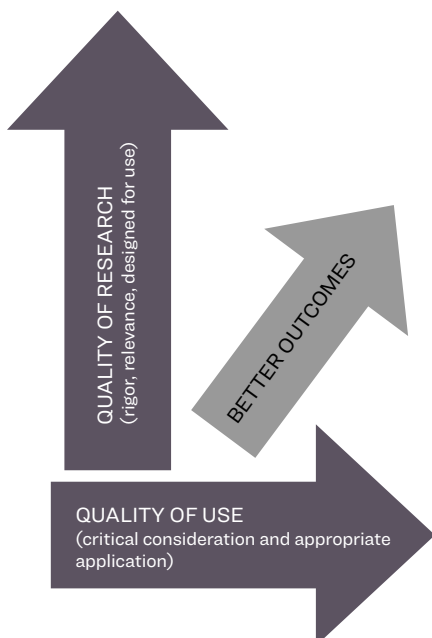 QUALITY OF RESEARCH
(rigor, relevance, designed for use)
BETTER OUTCOMES
QUALITY OF USE
(critical consideration and appropriate
application)